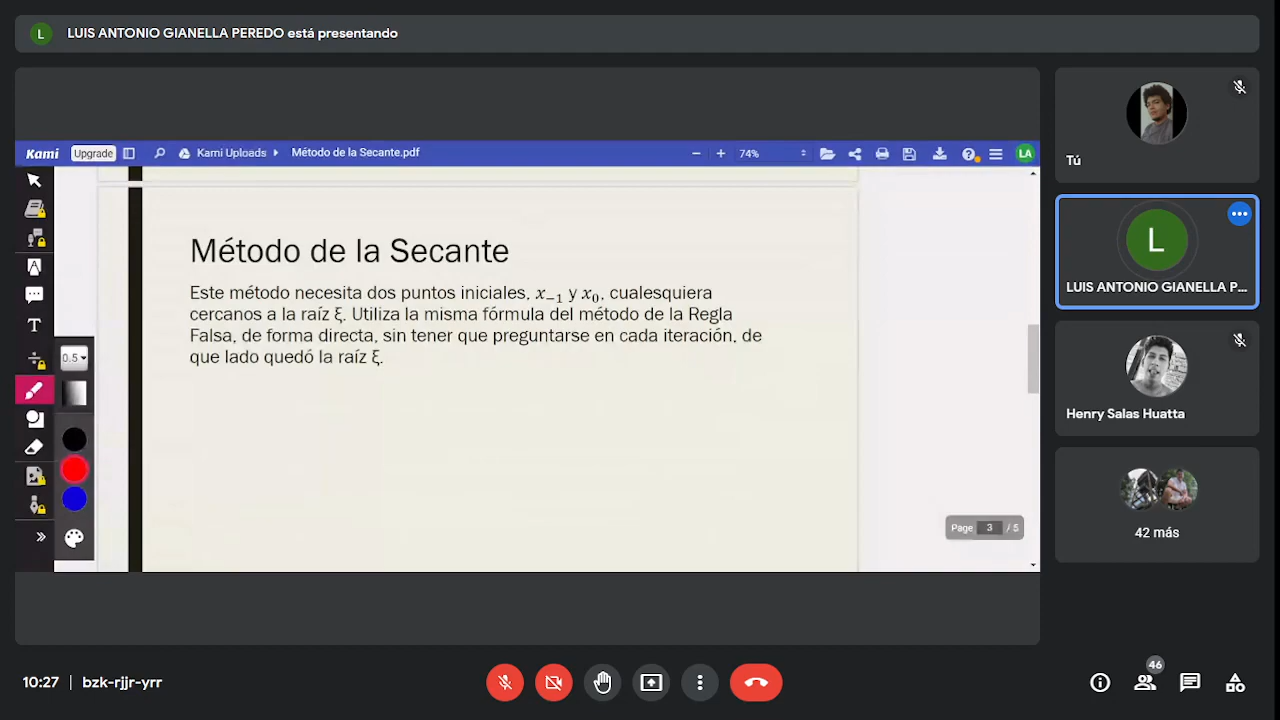 L
LUIS ANTONIO GIANELLA PEREDO está presentando
Kami
Upgrade
Kami Uploads
Método de la Secante.pdf
74%
LA
Método de la Secante
Este método necesita dos puntos iniciales, x₋₁ y x₀, cualesquiera
cercanos a la raíz ξ. Utiliza la misma fórmula del método de la Regla
Falsa, de forma directa, sin tener que preguntarse en cada iteración, de
que lado quedó la raíz ξ.
0.5
Page 3 / 5
Tú
L
LUIS ANTONIO GIANELLA P...
Henry Salas Huatta
42 más
10:27 | bzk-rjjr-yrr
46